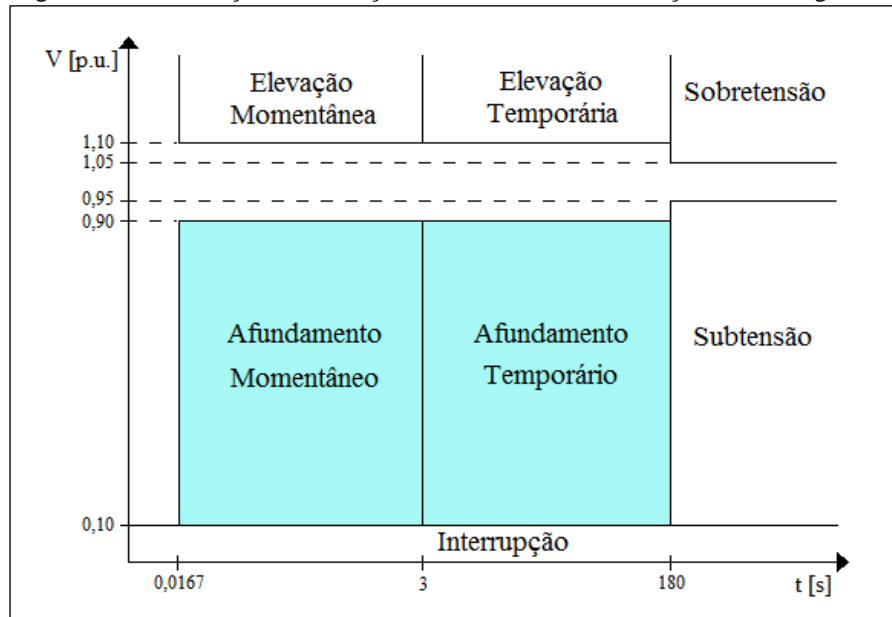 V [p.u.]
Elevação
Momentânea
Elevação
Temporária
Sobretensão
1,10
1,05
0,95
0,90
Afundamento
Momentâneo
Afundamento
Temporário
Subtensão
0,10
Interrupção
0,0167
3
180
t [s]